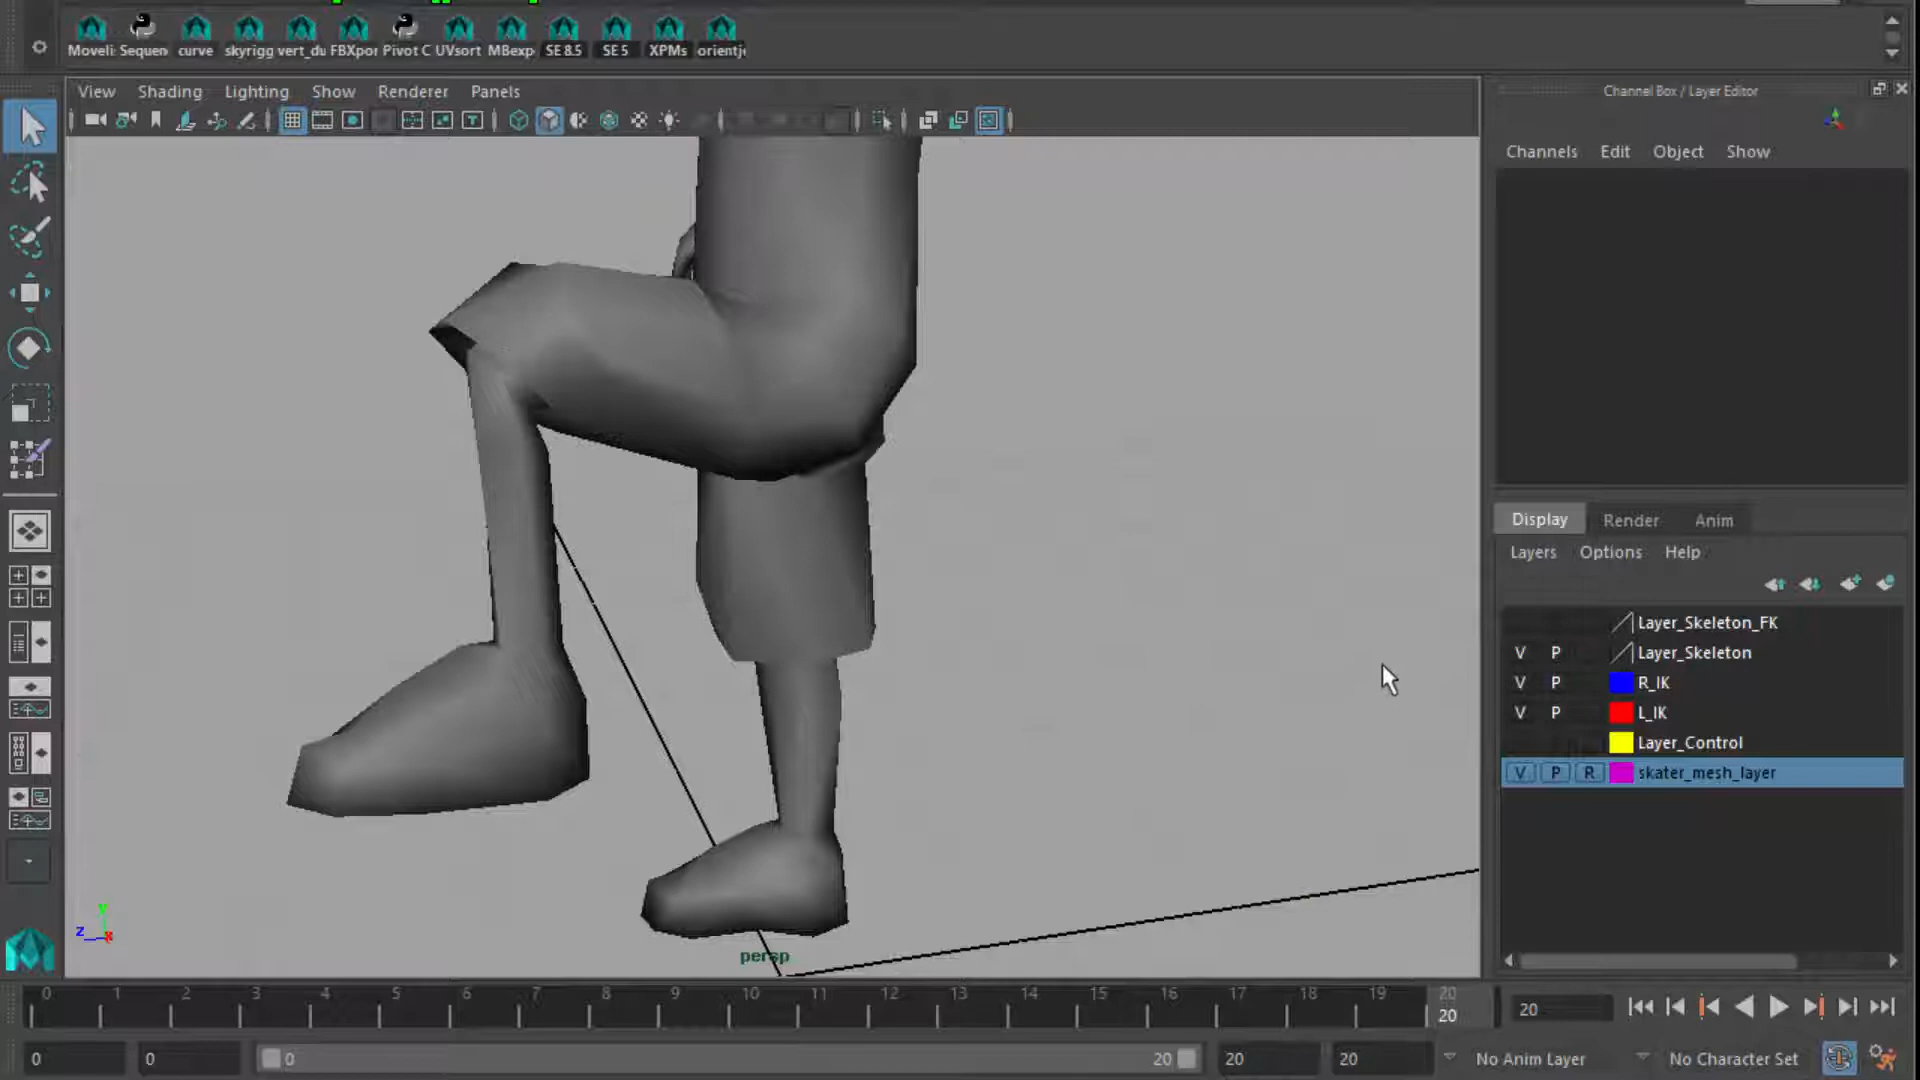 Moveli Sequen curve skyrigg vert_du FBXpor Pivot C UVsort MBexp SE 8.5 SE 5 XPMs orientjo
View Shading Lighting Show Renderer Panels
Channel Box / Layer Editor
Channels Edit Object Show
Display Render Anim
Layers Options Help
Layer_Skeleton_FK
V P Layer_Skeleton
V P R_IK
V P L_IK
Layer_Control
V P R skater_mesh_layer
Y
Z X
persp
0 1 2 3 4 5 6 7 8 9 10 11 12 13 14 15 16 17 18 19 20
20
20
0 0 0 20 20 20 No Anim Layer No Character Set